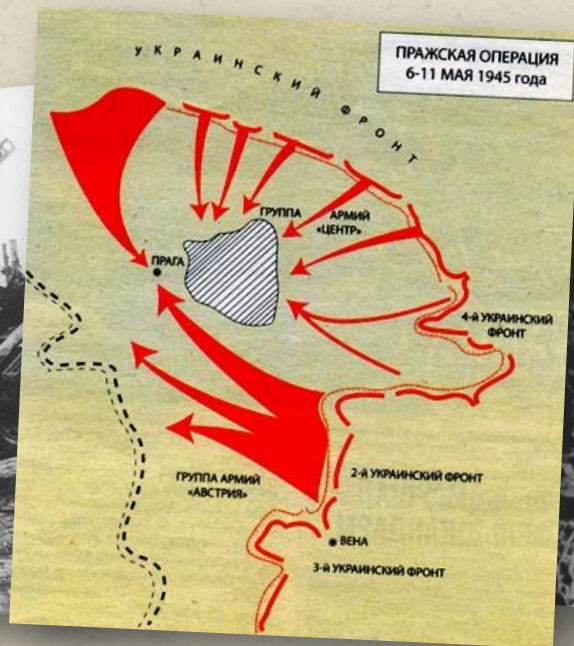 ПРАЖСКАЯ ОПЕРАЦИЯ
6-11 МАЯ 1945 года
УКРАИНСКИЙ ФРОНТ
ГРУППА АРМИЙ
«ЦЕНТР»
ПРАГА
4-й УКРАИНСКИЙ
ФРОНТ
2-й УКРАИНСКИЙ ФРОНТ
ГРУППА АРМИЙ
«АВСТРИЯ»
ВЕНА
3-й УКРАИНСКИЙ ФРОНТ